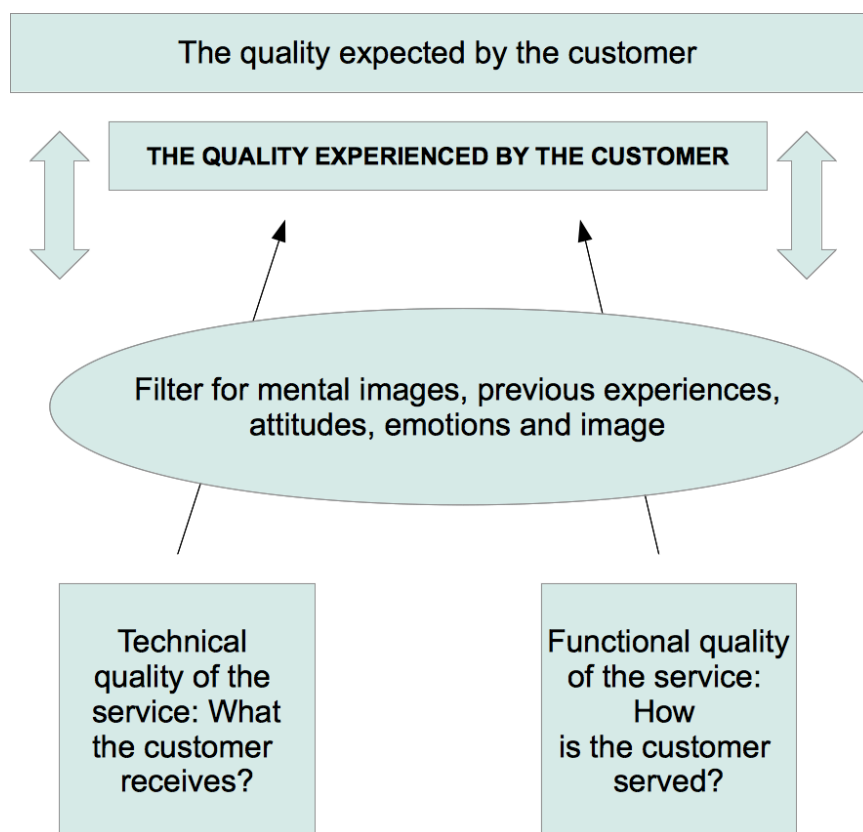 The quality expected by the customer
THE QUALITY EXPERIENCED BY THE CUSTOMER
Filter for mental images, previous experiences,
attitudes, emotions and image
Technical
quality of the
service: What
the customer
receives?
Functional quality
of the service:
How
is the customer
served?